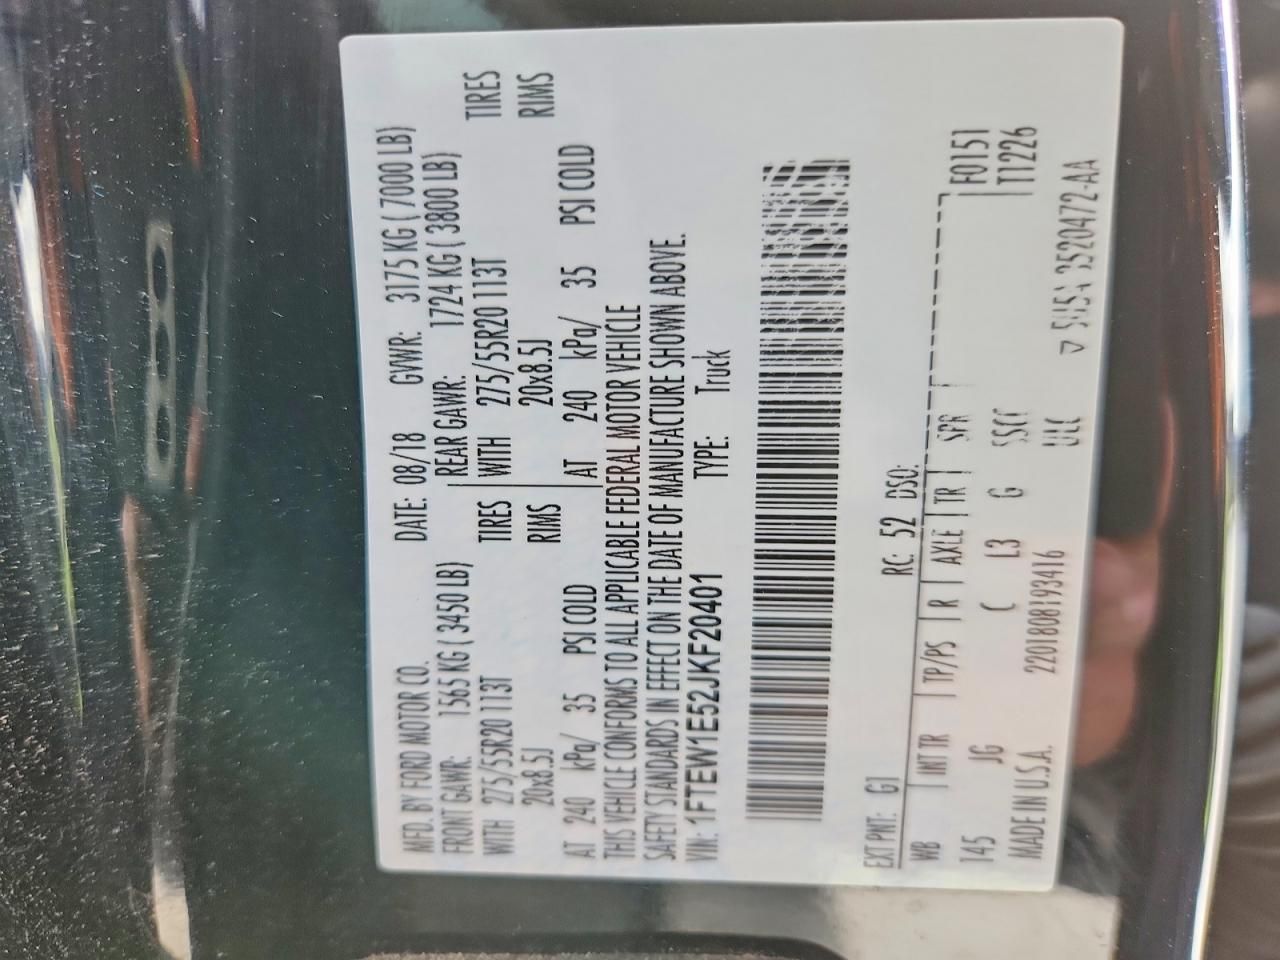 MFD. BY FORD MOTOR CO. DATE: 08/18 GVWR: 3175 KG ( 7000 LB)
FRONT GAWR: 1565 KG ( 3450 LB) REAR GAWR: 1724 KG ( 3800 LB)
WITH 275/55R20 113T TIRES WITH 275/55R20 113T TIRES
20x8.5J RIMS 20x8.5J RIMS
AT 240 kPa/ 35 PSI COLD AT 240 kPa/ 35 PSI COLD
THIS VEHICLE CONFORMS TO ALL APPLICABLE FEDERAL MOTOR VEHICLE
SAFETY STANDARDS IN EFFECT ON THE DATE OF MANUFACTURE SHOWN ABOVE.
VIN: 1FTEW1E52JKF20401 TYPE: Truck
EXT PNT: G1 RC: 52 DSO:
WB INT TR TP/PS R AXLE TR SPR F0151
145 JG C L3 G SSCC T1226
MADE IN U.S.A. 2201808193416 ULC 3520472-AA